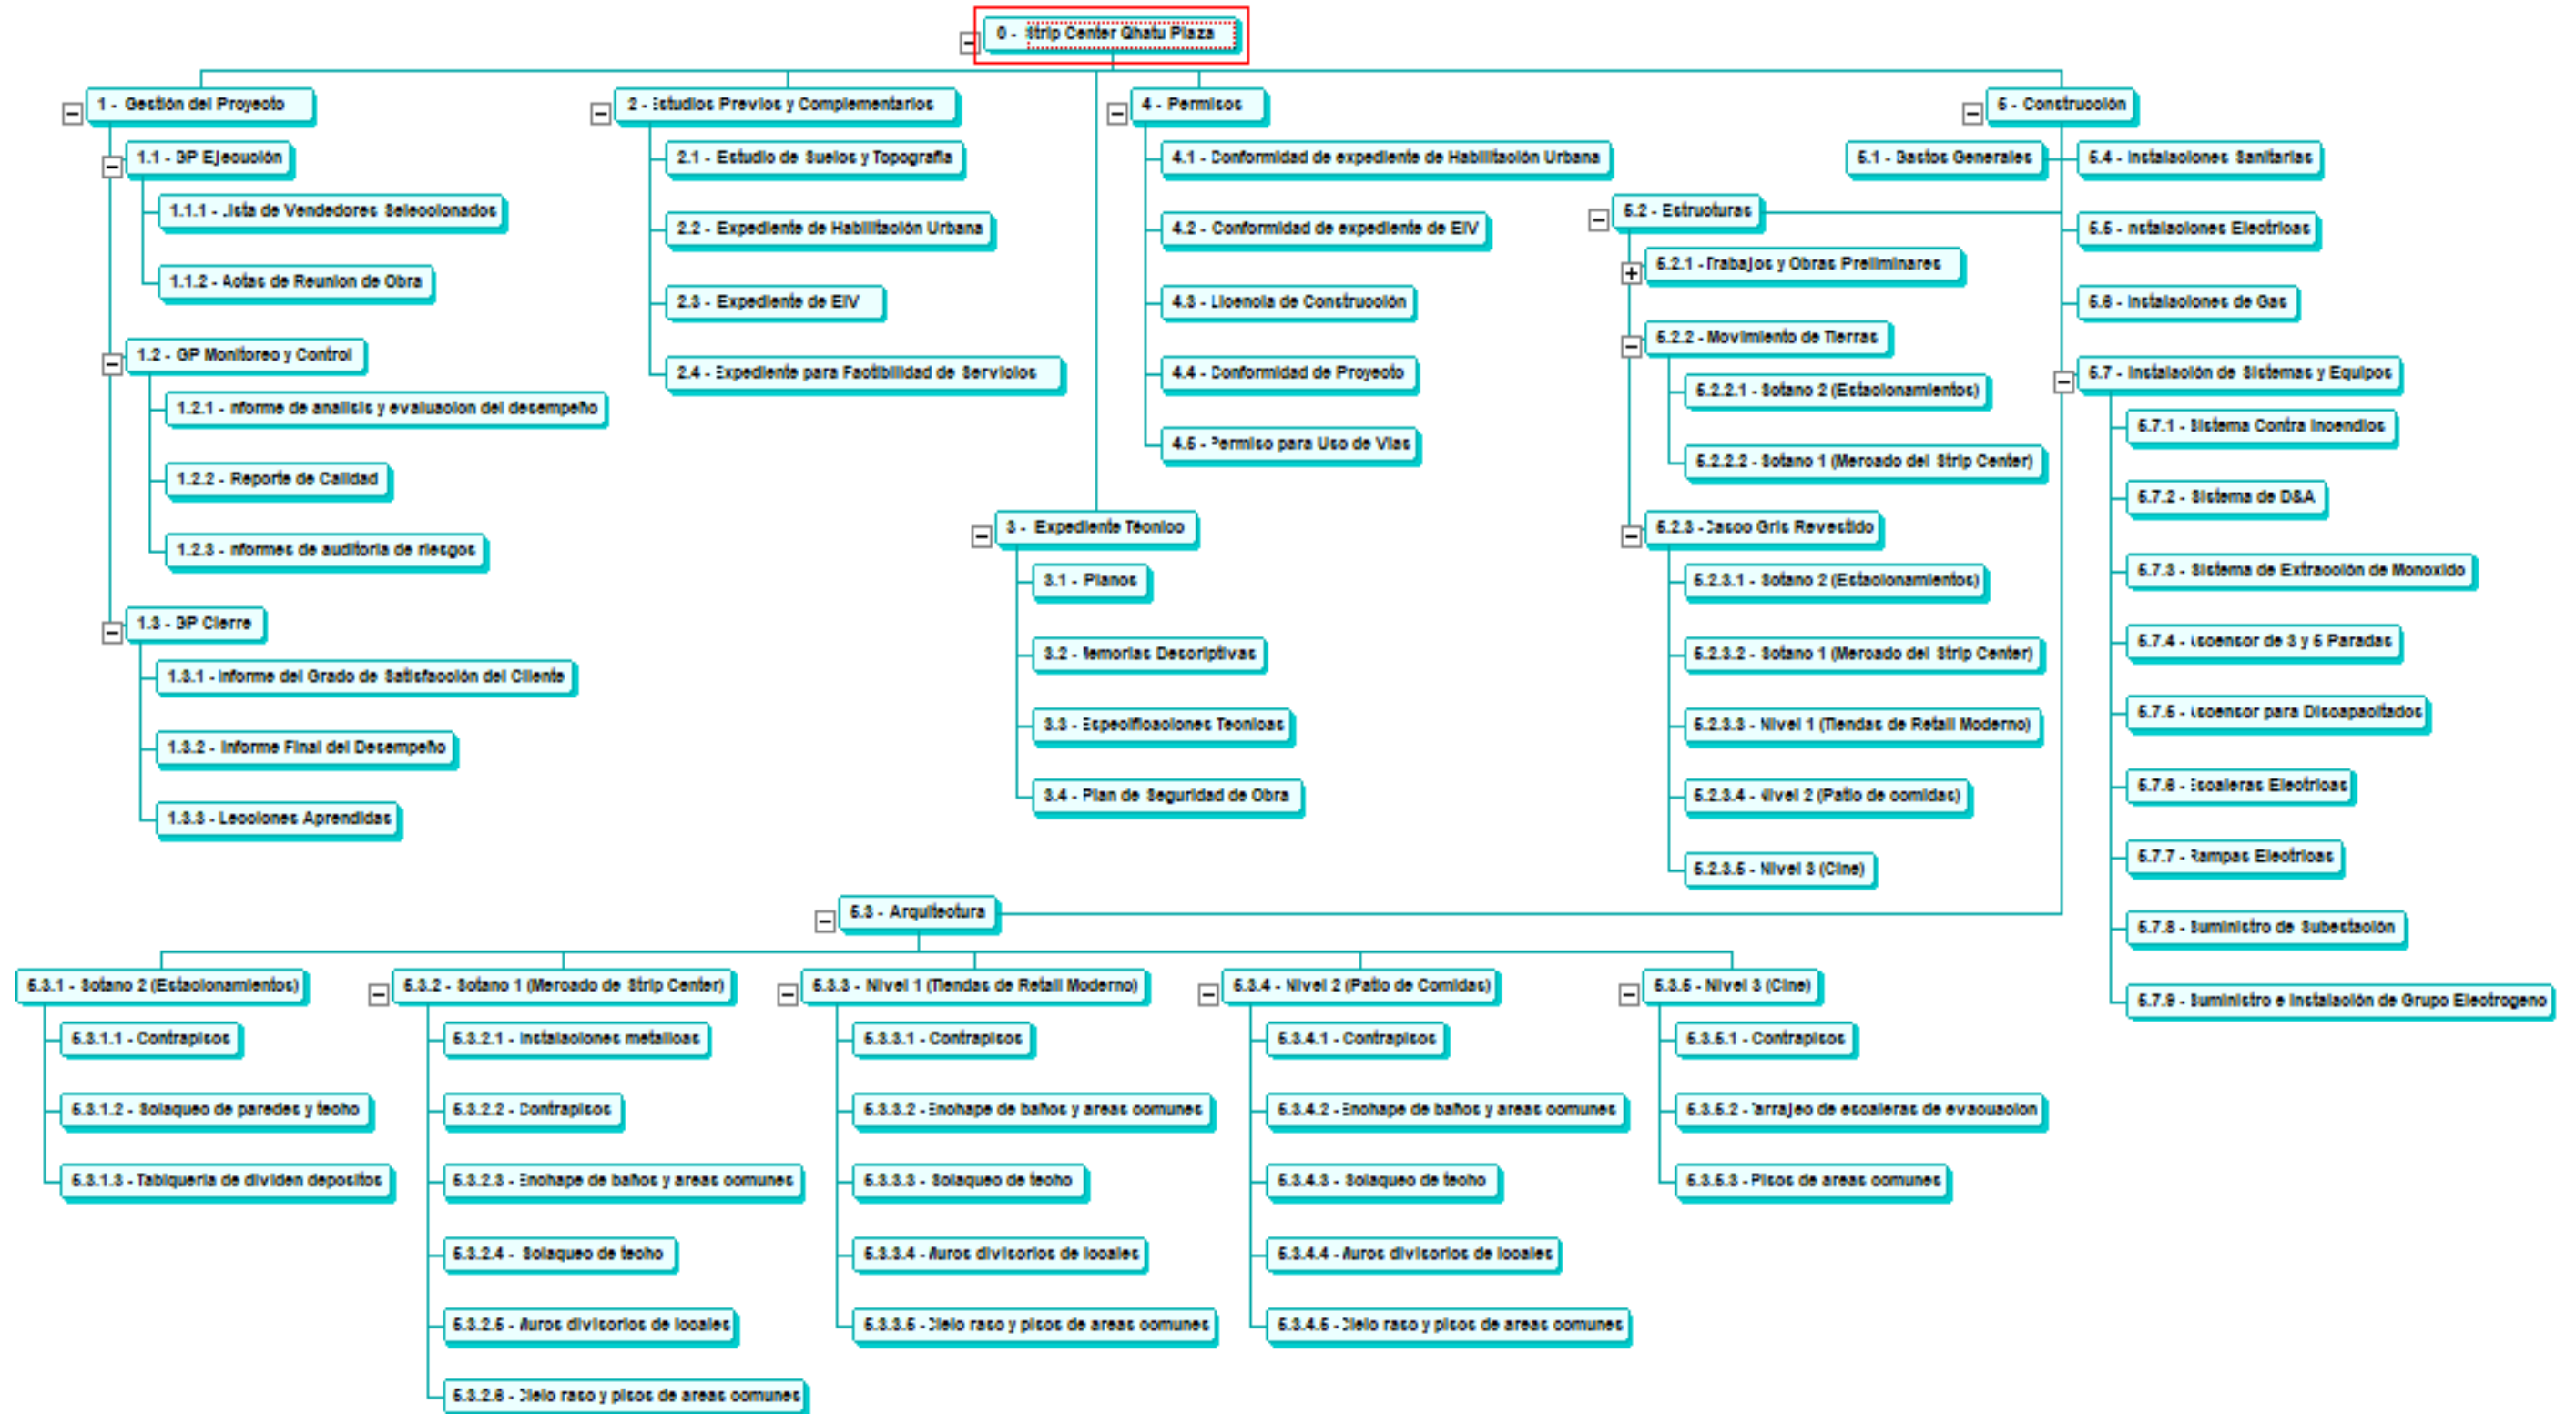 0 - Strip Center Qhatu Plaza
1 - Gestión del Proyecto
1.1 - GP Ejecución
1.1.1 - Lista de Vendedores Seleccionados
1.1.2 - Actas de Reunion de Obra
1.2 - GP Monitoreo y Control
1.2.1 - Informe de analisis y evaluacion del desempeño
1.2.2 - Reporte de Calidad
1.2.3 - Informes de auditoria de riesgos
1.3 - GP Cierre
1.3.1 - Informe del Grado de Satisfacción del Cliente
1.3.2 - Informe Final del Desempeño
1.3.3 - Lecciones Aprendidas
2 - Estudios Previos y Complementarios
2.1 - Estudio de Suelos y Topografia
2.2 - Expediente de Habilitación Urbana
2.3 - Expediente de EIV
2.4 - Expediente para Factibilidad de Servicios
3 - Expediente Técnico
3.1 - Planos
3.2 - Memorias Descriptivas
3.3 - Especificaciones Tecnicas
3.4 - Plan de Seguridad de Obra
4 - Permisos
4.1 - Conformidad de expediente de Habilitación Urbana
4.2 - Conformidad de expediente de EIV
4.3 - Licencia de Construcción
4.4 - Conformidad de Proyecto
4.5 - Permiso para Uso de Vias
5 - Construcción
5.1 - Gastos Generales
5.2 - Estructuras
5.2.1 - Trabajos y Obras Preliminares
5.2.2 - Movimiento de Tierras
5.2.2.1 - Sotano 2 (Estacionamientos)
5.2.2.2 - Sotano 1 (Mercado del Strip Center)
5.2.3 - Casco Gris Revestido
5.2.3.1 - Sotano 2 (Estacionamientos)
5.2.3.2 - Sotano 1 (Mercado del Strip Center)
5.2.3.3 - Nivel 1 (Tiendas de Retail Moderno)
5.2.3.4 - Nivel 2 (Patio de comidas)
5.2.3.5 - Nivel 3 (Cine)
5.4 - Instalaciones Sanitarias
5.5 - Instalaciones Electricas
5.6 - Instalaciones de Gas
5.7 - Instalación de Sistemas y Equipos
5.7.1 - Sistema Contra Incendios
5.7.2 - Sistema de D&A
5.7.3 - Sistema de Extracción de Monoxido
5.7.4 - Ascensor de 3 y 5 Paradas
5.7.5 - Ascensor para Discapacitados
5.7.6 - Escaleras Electricas
5.7.7 - Rampas Electricas
5.7.8 - Suministro de Subestación
5.7.9 - Suministro e Instalación de Grupo Electrogeno
5.3 - Arquitectura
5.3.1 - Sotano 2 (Estacionamientos)
5.3.1.1 - Contrapisos
5.3.1.2 - Solaqueo de paredes y techo
5.3.1.3 - Tabiqueria de dividen depositos
5.3.2 - Sotano 1 (Mercado de Strip Center)
5.3.2.1 - Instalaciones metalicas
5.3.2.2 - Contrapisos
5.3.2.3 - Enchape de baños y areas comunes
5.3.2.4 - Solaqueo de techo
5.3.2.5 - Muros divisorios de locales
5.3.2.6 - Cielo raso y pisos de areas comunes
5.3.3 - Nivel 1 (Tiendas de Retail Moderno)
5.3.3.1 - Contrapisos
5.3.3.2 - Enchape de baños y areas comunes
5.3.3.3 - Solaqueo de techo
5.3.3.4 - Muros divisorios de locales
5.3.3.5 - Cielo raso y pisos de areas comunes
5.3.4 - Nivel 2 (Patio de Comidas)
5.3.4.1 - Contrapisos
5.3.4.2 - Enchape de baños y areas comunes
5.3.4.3 - Solaqueo de techo
5.3.4.4 - Muros divisorios de locales
5.3.4.5 - Cielo raso y pisos de areas comunes
5.3.5 - Nivel 3 (Cine)
5.3.5.1 - Contrapisos
5.3.5.2 - Tarrajeo de escaleras de evacuacion
5.3.5.3 - Pisos de areas comunes